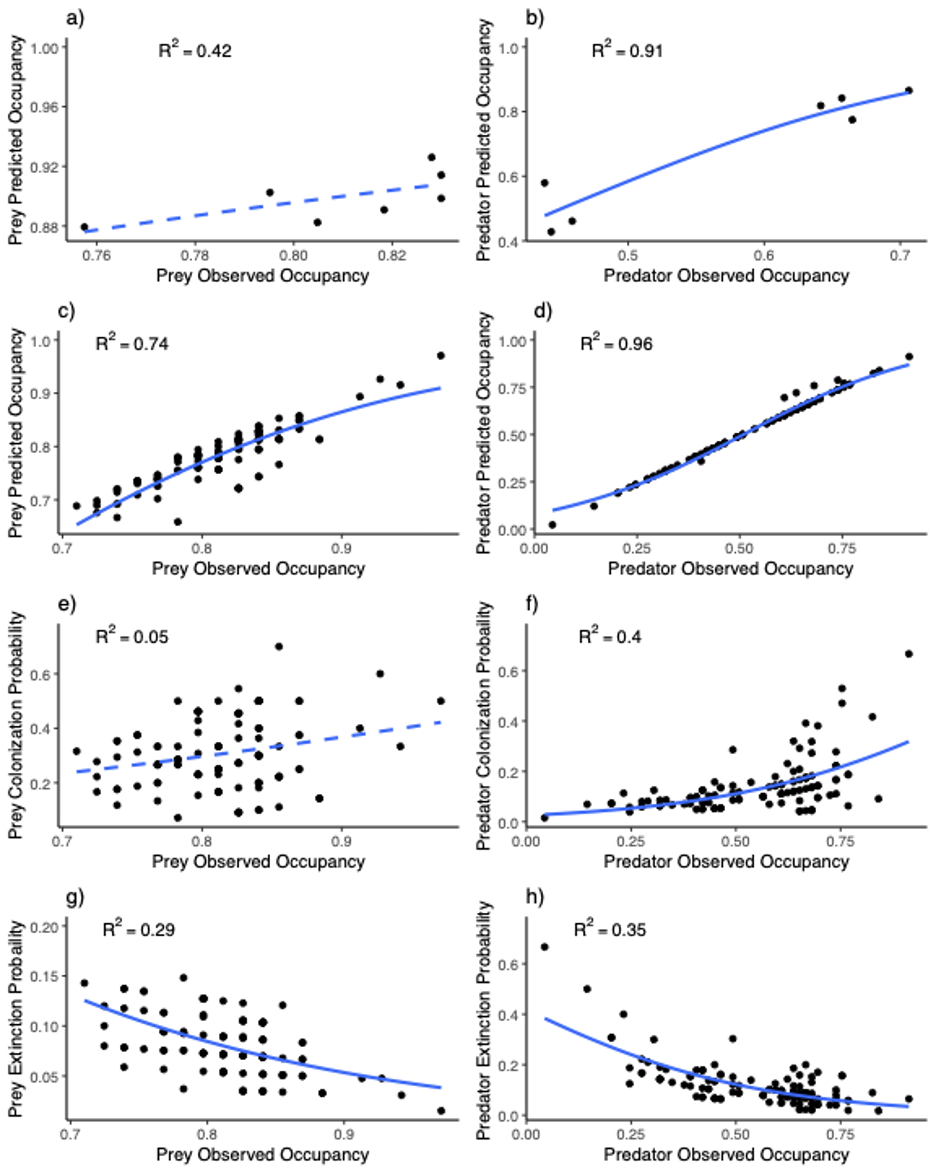 a)
R² = 0.42
Prey Predicted Occupancy
1.00
0.96
0.92
0.88
0.76
0.78
0.80
0.82
Prey Observed Occupancy
b)
R² = 0.91
Predator Predicted Occupancy
1.0
0.8
0.6
0.4
0.5
0.6
0.7
Predator Observed Occupancy
c)
R² = 0.74
Prey Predicted Occupancy
1.0
0.9
0.8
0.7
0.7
0.8
0.9
Prey Observed Occupancy
d)
R² = 0.96
Predator Predicted Occupancy
1.00
0.75
0.50
0.25
0.00
0.00
0.25
0.50
0.75
Predator Observed Occupancy
e)
R² = 0.05
Prey Colonization Probability
0.6
0.4
0.2
0.7
0.8
0.9
Prey Observed Occupancy
f)
R² = 0.4
Predator Colonization Probaility
0.6
0.4
0.2
0.0
0.00
0.25
0.50
0.75
Predator Observed Occupancy
g)
R² = 0.29
Prey Extinction Probaility
0.20
0.15
0.10
0.05
0.7
0.8
0.9
Prey Observed Occupancy
h)
R² = 0.35
Predator Extinction Probability
0.6
0.4
0.2
0.0
0.00
0.25
0.50
0.75
Predator Observed Occupancy